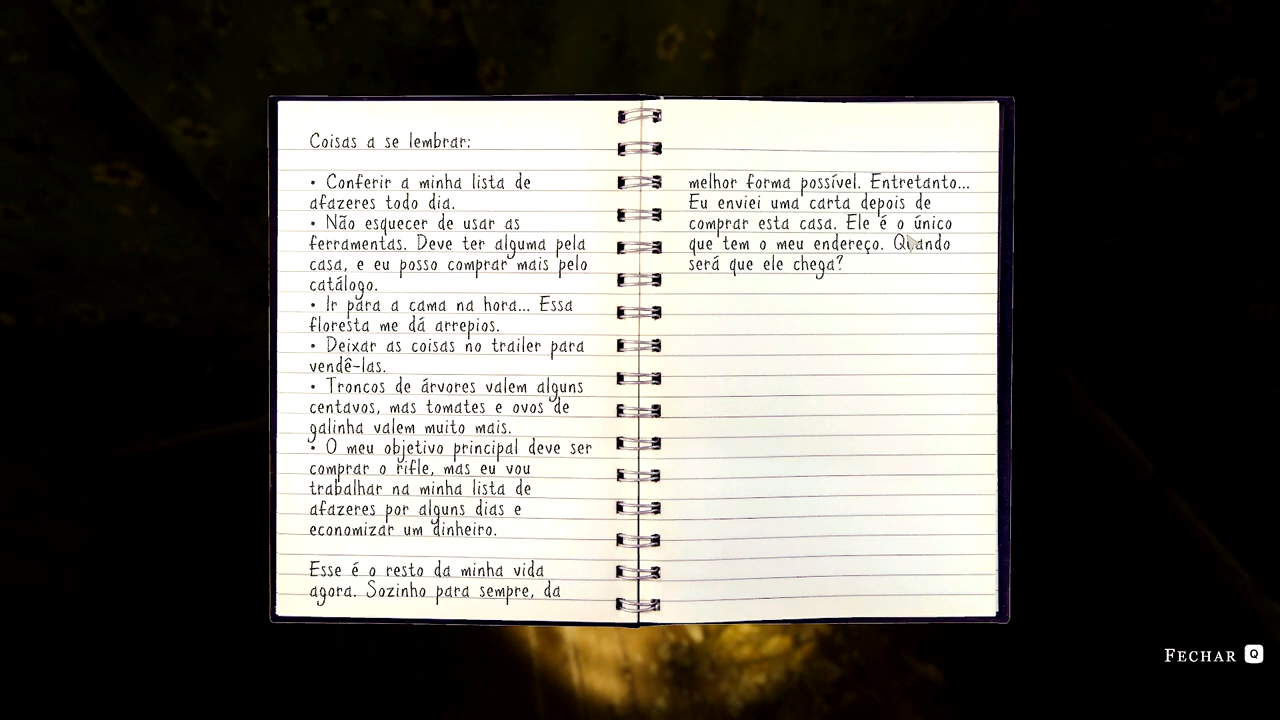 Coisas a se lembrar:
• Conferir a minha lista de
afazeres todo dia.
• Não esquecer de usar as
ferramentas. Deve ter alguma pela
casa, e eu posso comprar mais pelo
catálogo.
• Ir para a cama na hora... Essa
floresta me dá arrepios.
• Deixar as coisas no trailer para
vendê-las.
• Troncos de árvores valem alguns
centavos, mas tomates e ovos de
galinha valem muito mais.
• O meu objetivo principal deve ser
comprar o rifle, mas eu vou
trabalhar na minha lista de
afazeres por alguns dias e
economizar um dinheiro.
Esse é o resto da minha vida
agora. Sozinho para sempre, da
melhor forma possível. Entretanto...
Eu enviei uma carta depois de
comprar esta casa. Ele é o único
que tem o meu endereço. Quando
será que ele chega?
FECHAR Q